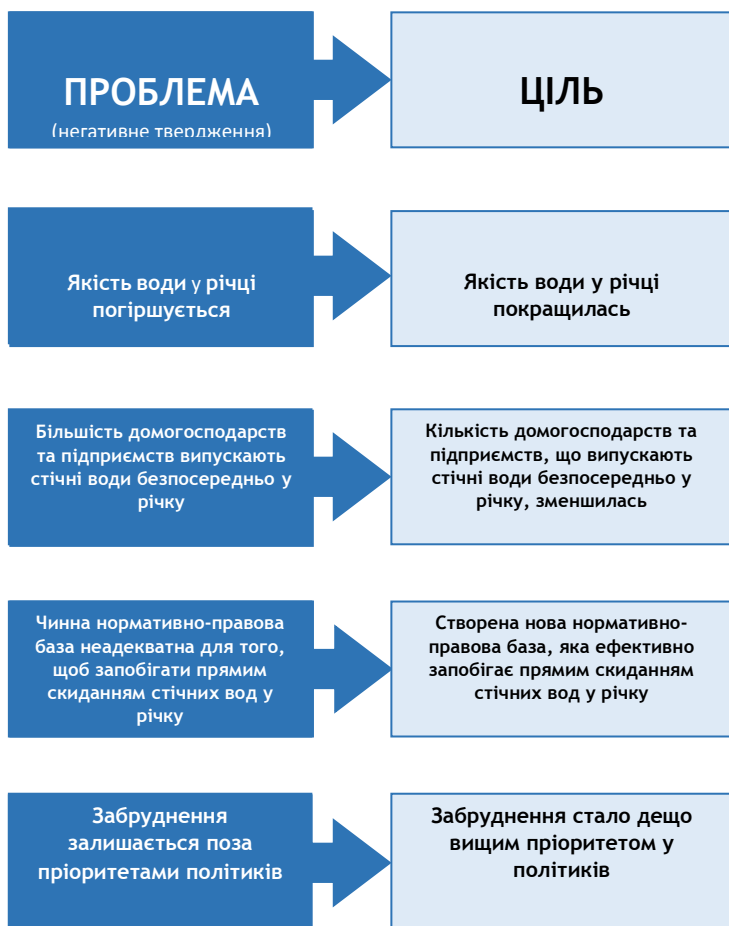 ПРОБЛЕМА
(негативне твердження)
ЦІЛЬ
Якість води у річці
погіршується
Якість води у річці
покращилась
Більшість домогосподарств
та підприємств випускають
стічні води безпосередньо у
річку
Кількість домогосподарств та
підприємств, що випускають
стічні води безпосередньо у
річку, зменшилась
Чинна нормативно-правова
база неадекватна для того,
щоб запобігати прямим
скиданням стічних вод у
річку
Створена нова нормативно-
правова база, яка ефективно
запобігає прямим скиданням
стічних вод у річку
Забруднення
залишається поза
пріоритетами політиків
Забруднення стало дещо
вищим пріоритетом у
політиків